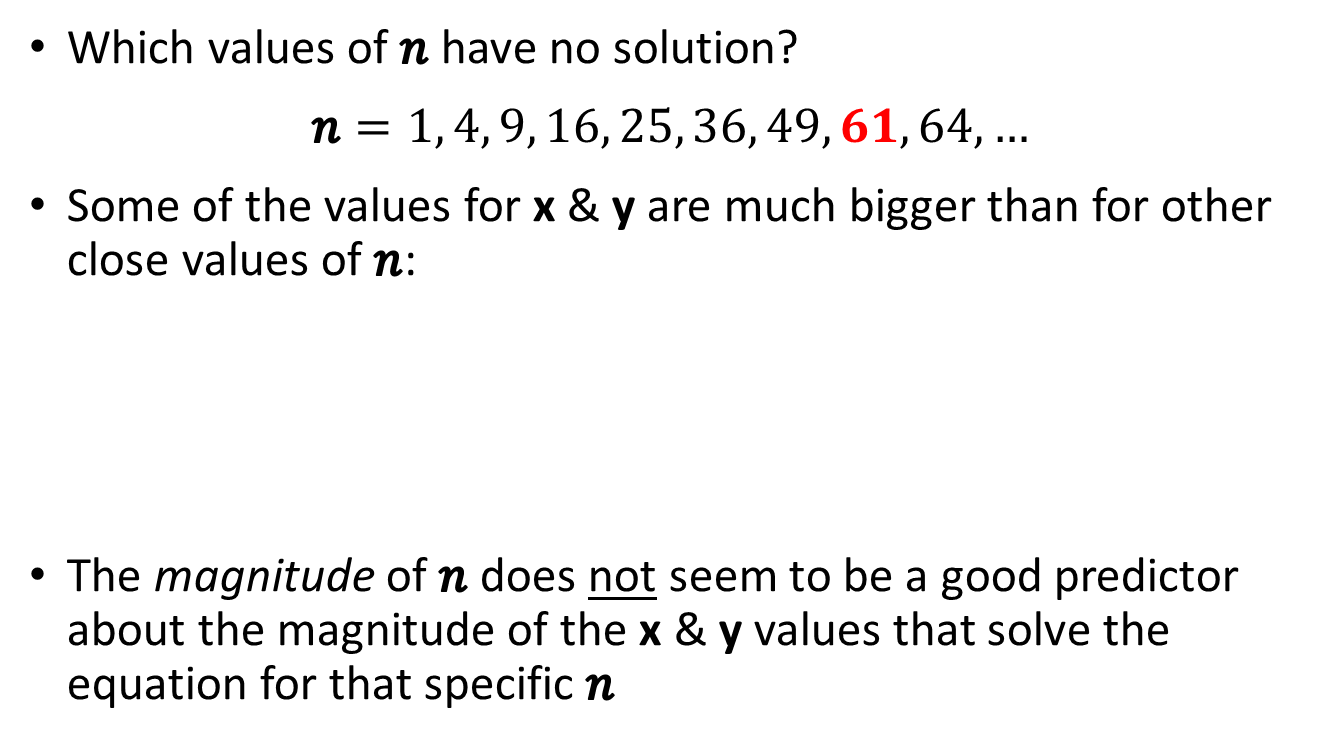 • Which values of n have no solution?
n = 1, 4, 9, 16, 25, 36, 49, 61, 64, …
• Some of the values for x & y are much bigger than for other
close values of n:
• The magnitude of n does not seem to be a good predictor
about the magnitude of the x & y values that solve the
equation for that specific n